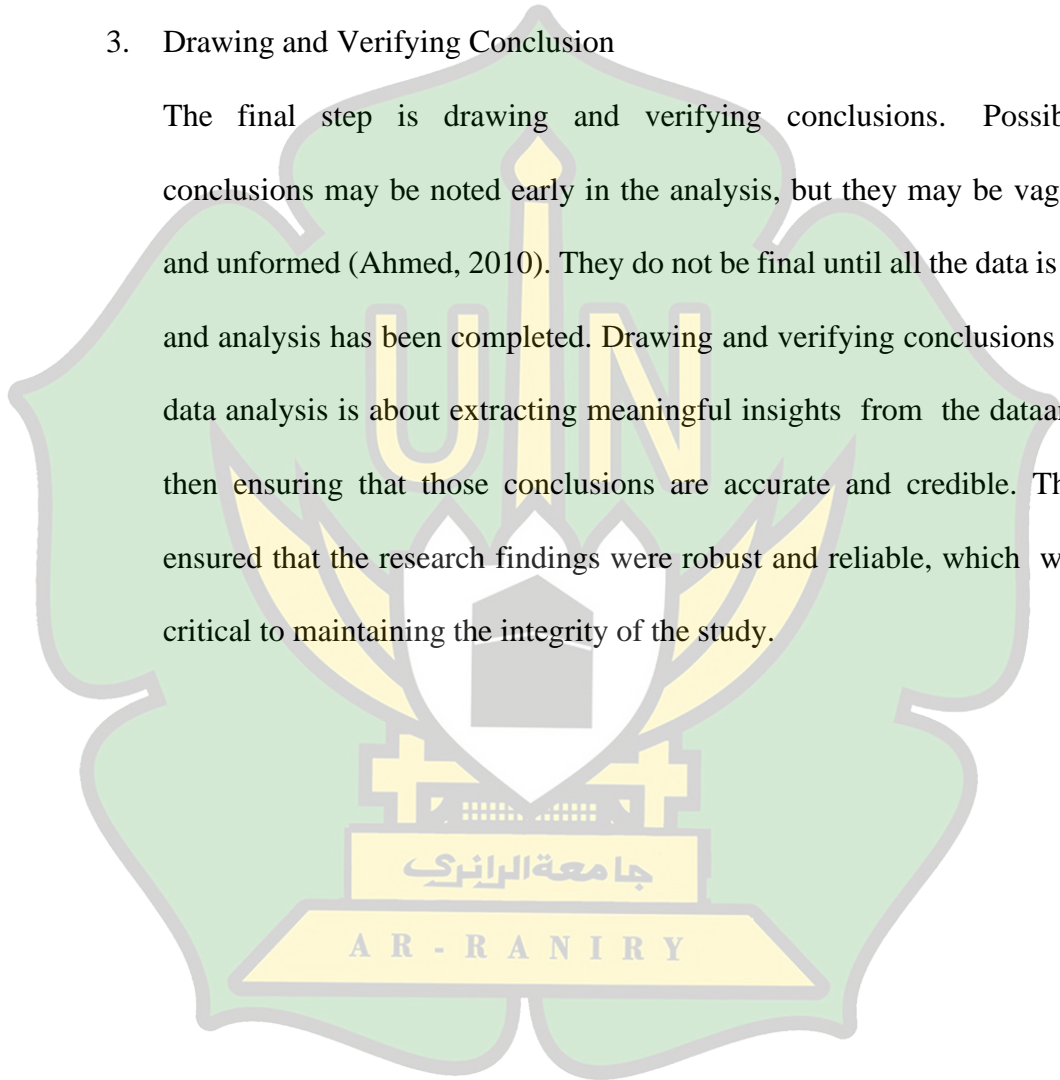 3. Drawing and Verifying Conclusion
The final step is drawing and verifying conclusions. Possib
conclusions may be noted early in the analysis, but they may be vag
and unformed (Ahmed, 2010). They do not be final until all the data is
and analysis has been completed. Drawing and verifying conclusions
data analysis is about extracting meaningful insights from the dataa
then ensuring that those conclusions are accurate and credible. Th
ensured that the research findings were robust and reliable, which w
critical to maintaining the integrity of the study.
UIN
جامعةالرانري
AR-RANIRY